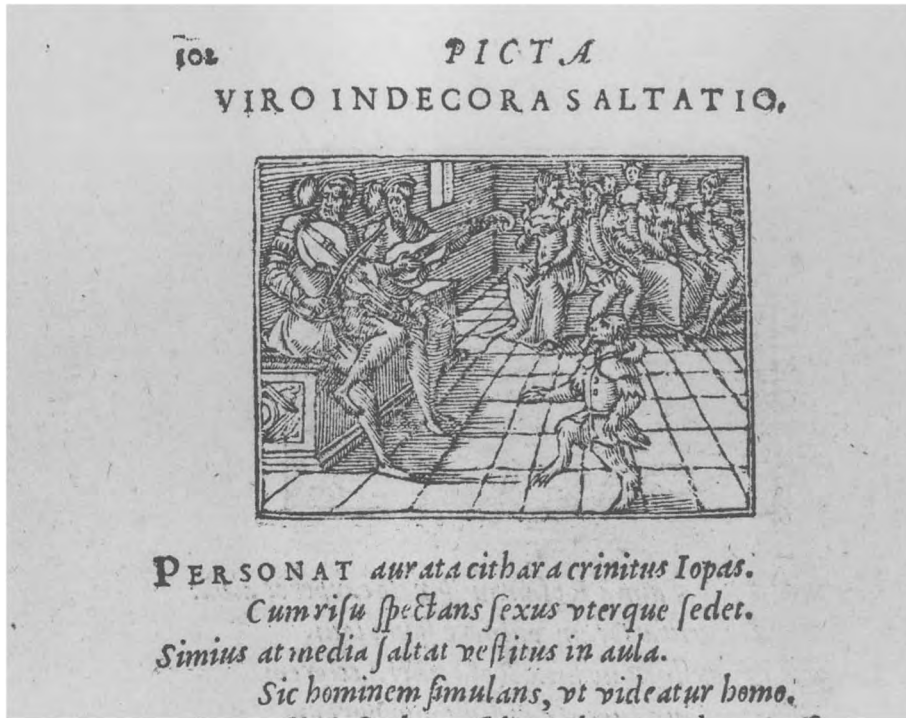 102 PICTA
VIRO INDECORA SALTATIO.
PERSONAT aurata cithara crinitus Iopas.
Cum risu ſpectans ſexus vterque ſedet.
Simius at media ſaltat veſtitus in aula.
Sic hominem ſimulans, vt videatur homo.